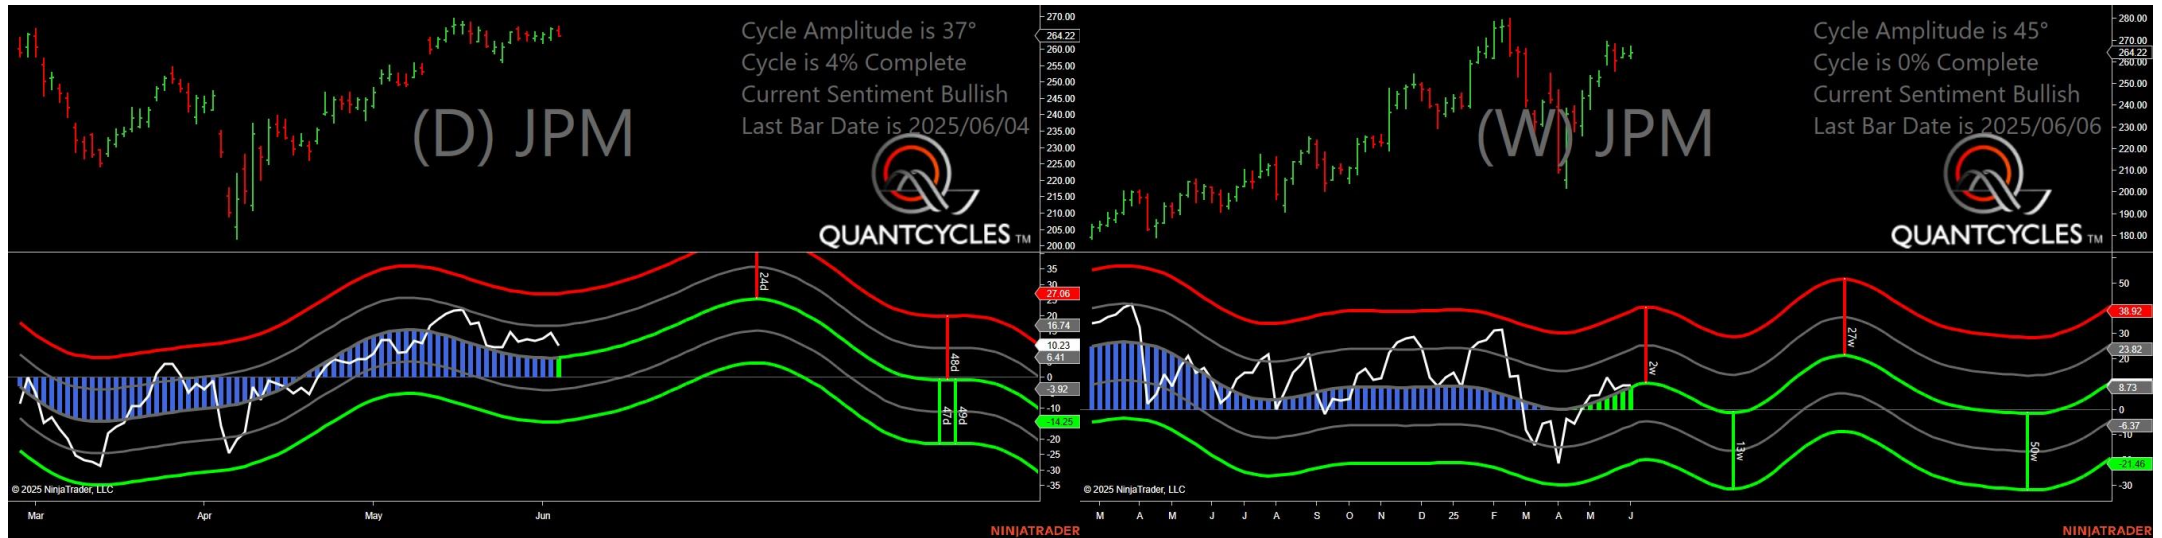 Cycle Amplitude is 37°
Cycle is 4% Complete
Current Sentiment Bullish
Last Bar Date is 2025/06/04
(D) JPM
QUANTCYCLES TM
270.00
264.22
260.00
255.00
250.00
245.00
240.00
235.00
230.00
225.00
220.00
215.00
210.00
205.00
200.00
24d
48d
47d
49d
35
30
27.06
25
20
16.74
10.23
6.41
0
-3.92
-10
-14.25
-20
-25
-30
-35
© 2025 NinjaTrader, LLC
Mar Apr May Jun
NINJATRADER
Cycle Amplitude is 45°
Cycle is 0% Complete
Current Sentiment Bullish
Last Bar Date is 2025/06/06
(W) JPM
QUANTCYCLES TM
280.00
270.00
264.22
260.00
250.00
240.00
230.00
220.00
210.00
200.00
190.00
180.00
2w
13w
27w
50w
50
38.92
30
23.82
20
8.73
0
-6.37
-10
-21.46
-30
© 2025 NinjaTrader, LLC
M A M J J A S O N D 25 F M A M J
NINJATRADER